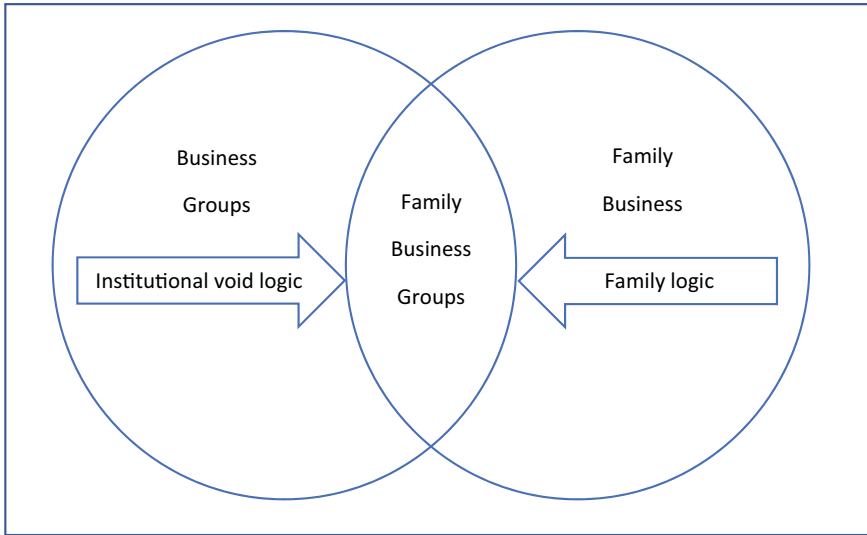 Business
Groups
Institutional void logic
Family
Business
Groups
Family
Business
Family logic